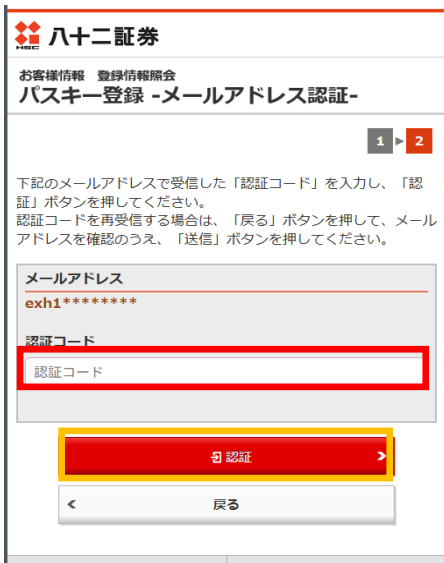 HSC 八十二証券
お客様情報 登録情報照会
パスキー登録 -メールアドレス認証-
1 ▶ 2
下記のメールアドレスで受信した「認証コード」を入力し、「認
証」ボタンを押してください。
認証コードを再受信する場合は、「戻る」ボタンを押して、メール
アドレスを確認のうえ、「送信」ボタンを押してください。
メールアドレス
exh1********
認証コード
認証コード
認証
戻る